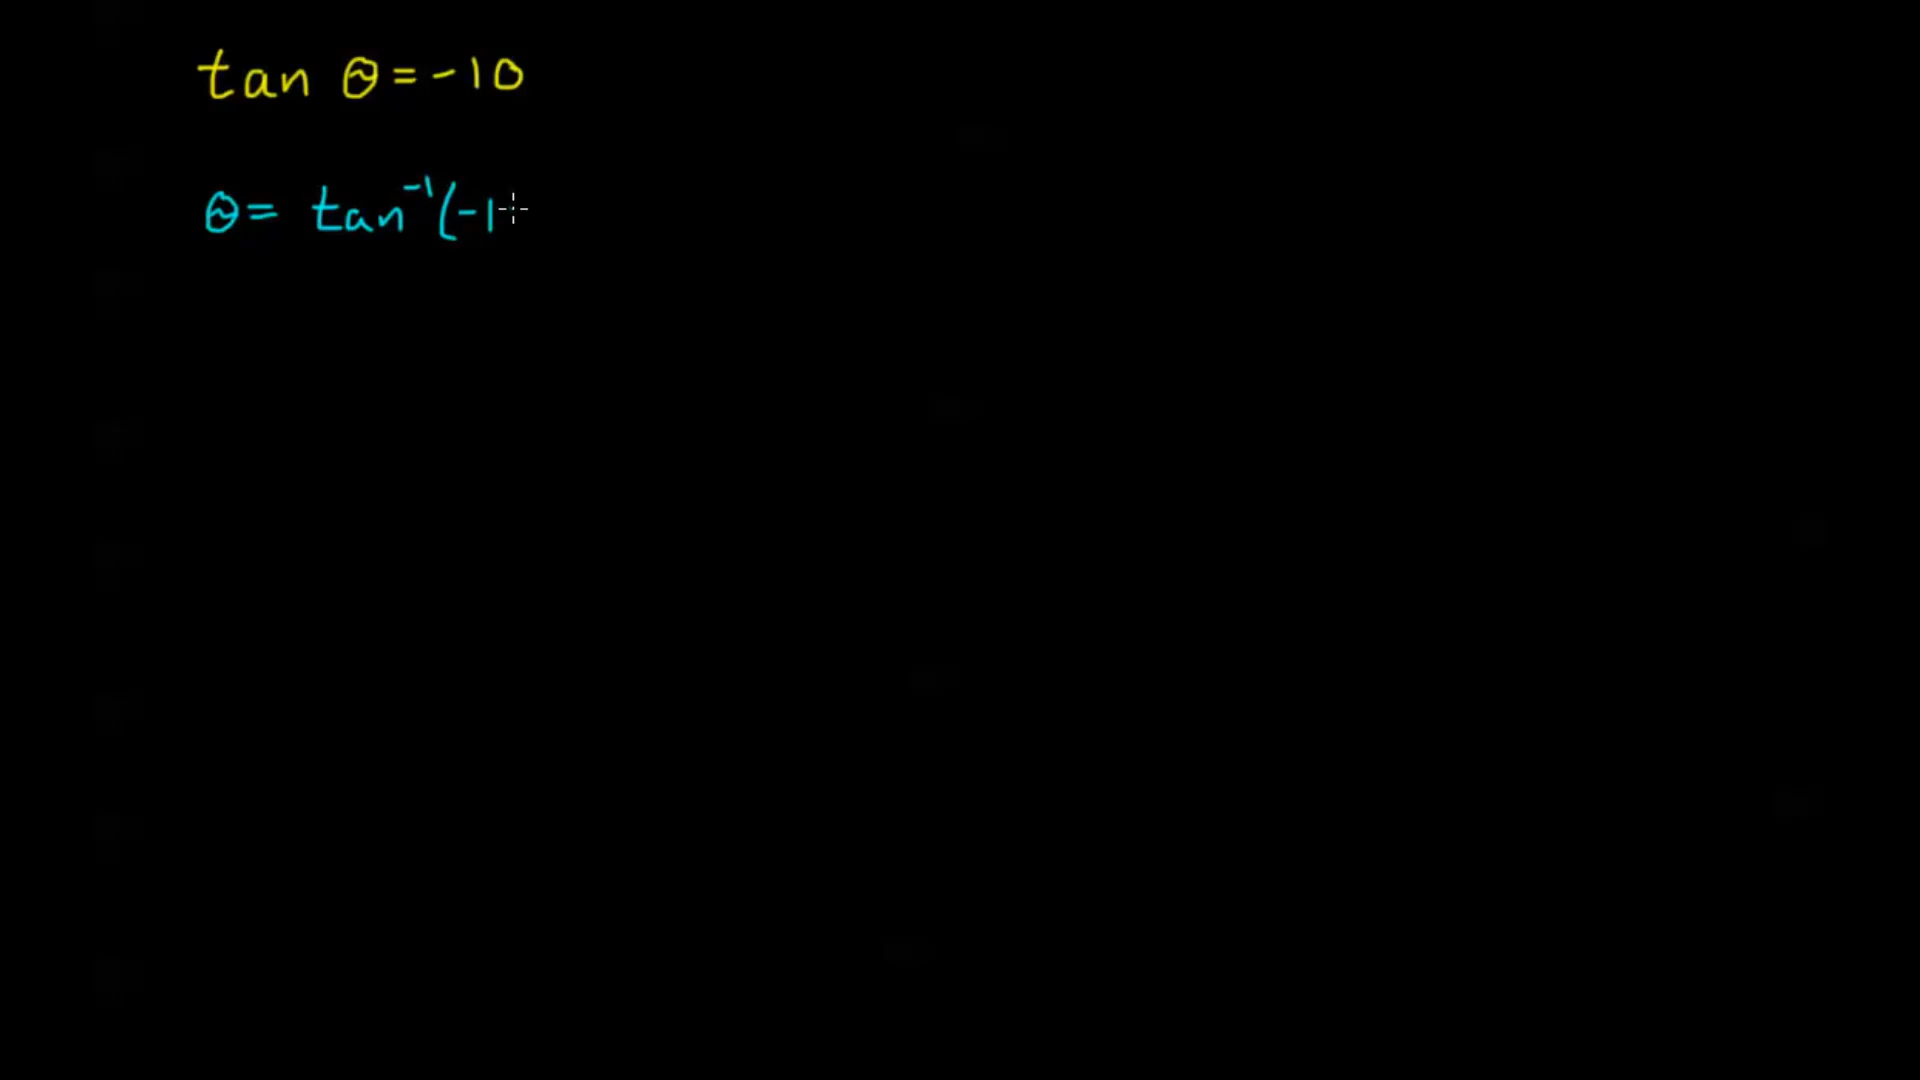 tan θ = -10
θ = tan⁻¹(-1